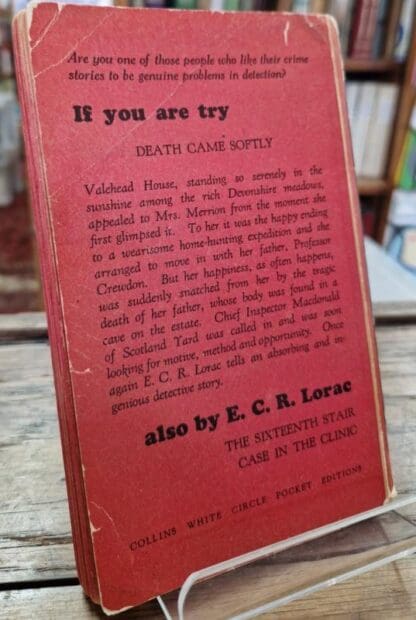 Are you one of those people who like their crime
stories to be genuine problems in detection?
If you are try
DEATH CAME SOFTLY
Valehead House, standing so serenely in the
sunshine among the rich Devonshire meadows,
appealed to Mrs. Merrion from the moment she
first glimpsed it. To her it was the happy ending
to a wearisome home-hunting expedition and she
arranged to move in with her father, Professor
Crewdon. But her happiness, as often happens,
was suddenly snatched from her by the tragic
death of her father, whose body was found in a
cave on the estate. Chief Inspector Macdonald
of Scotland Yard was called in and was soon
looking for motive, method and opportunity. Once
again E. C. R. Lorac tells an absorbing and in-
genious detective story.
also by E. C. R. Lorac
THE SIXTEENTH STAIR
CASE IN THE CLINIC
COLLINS WHITE CIRCLE POCKET EDITIONS